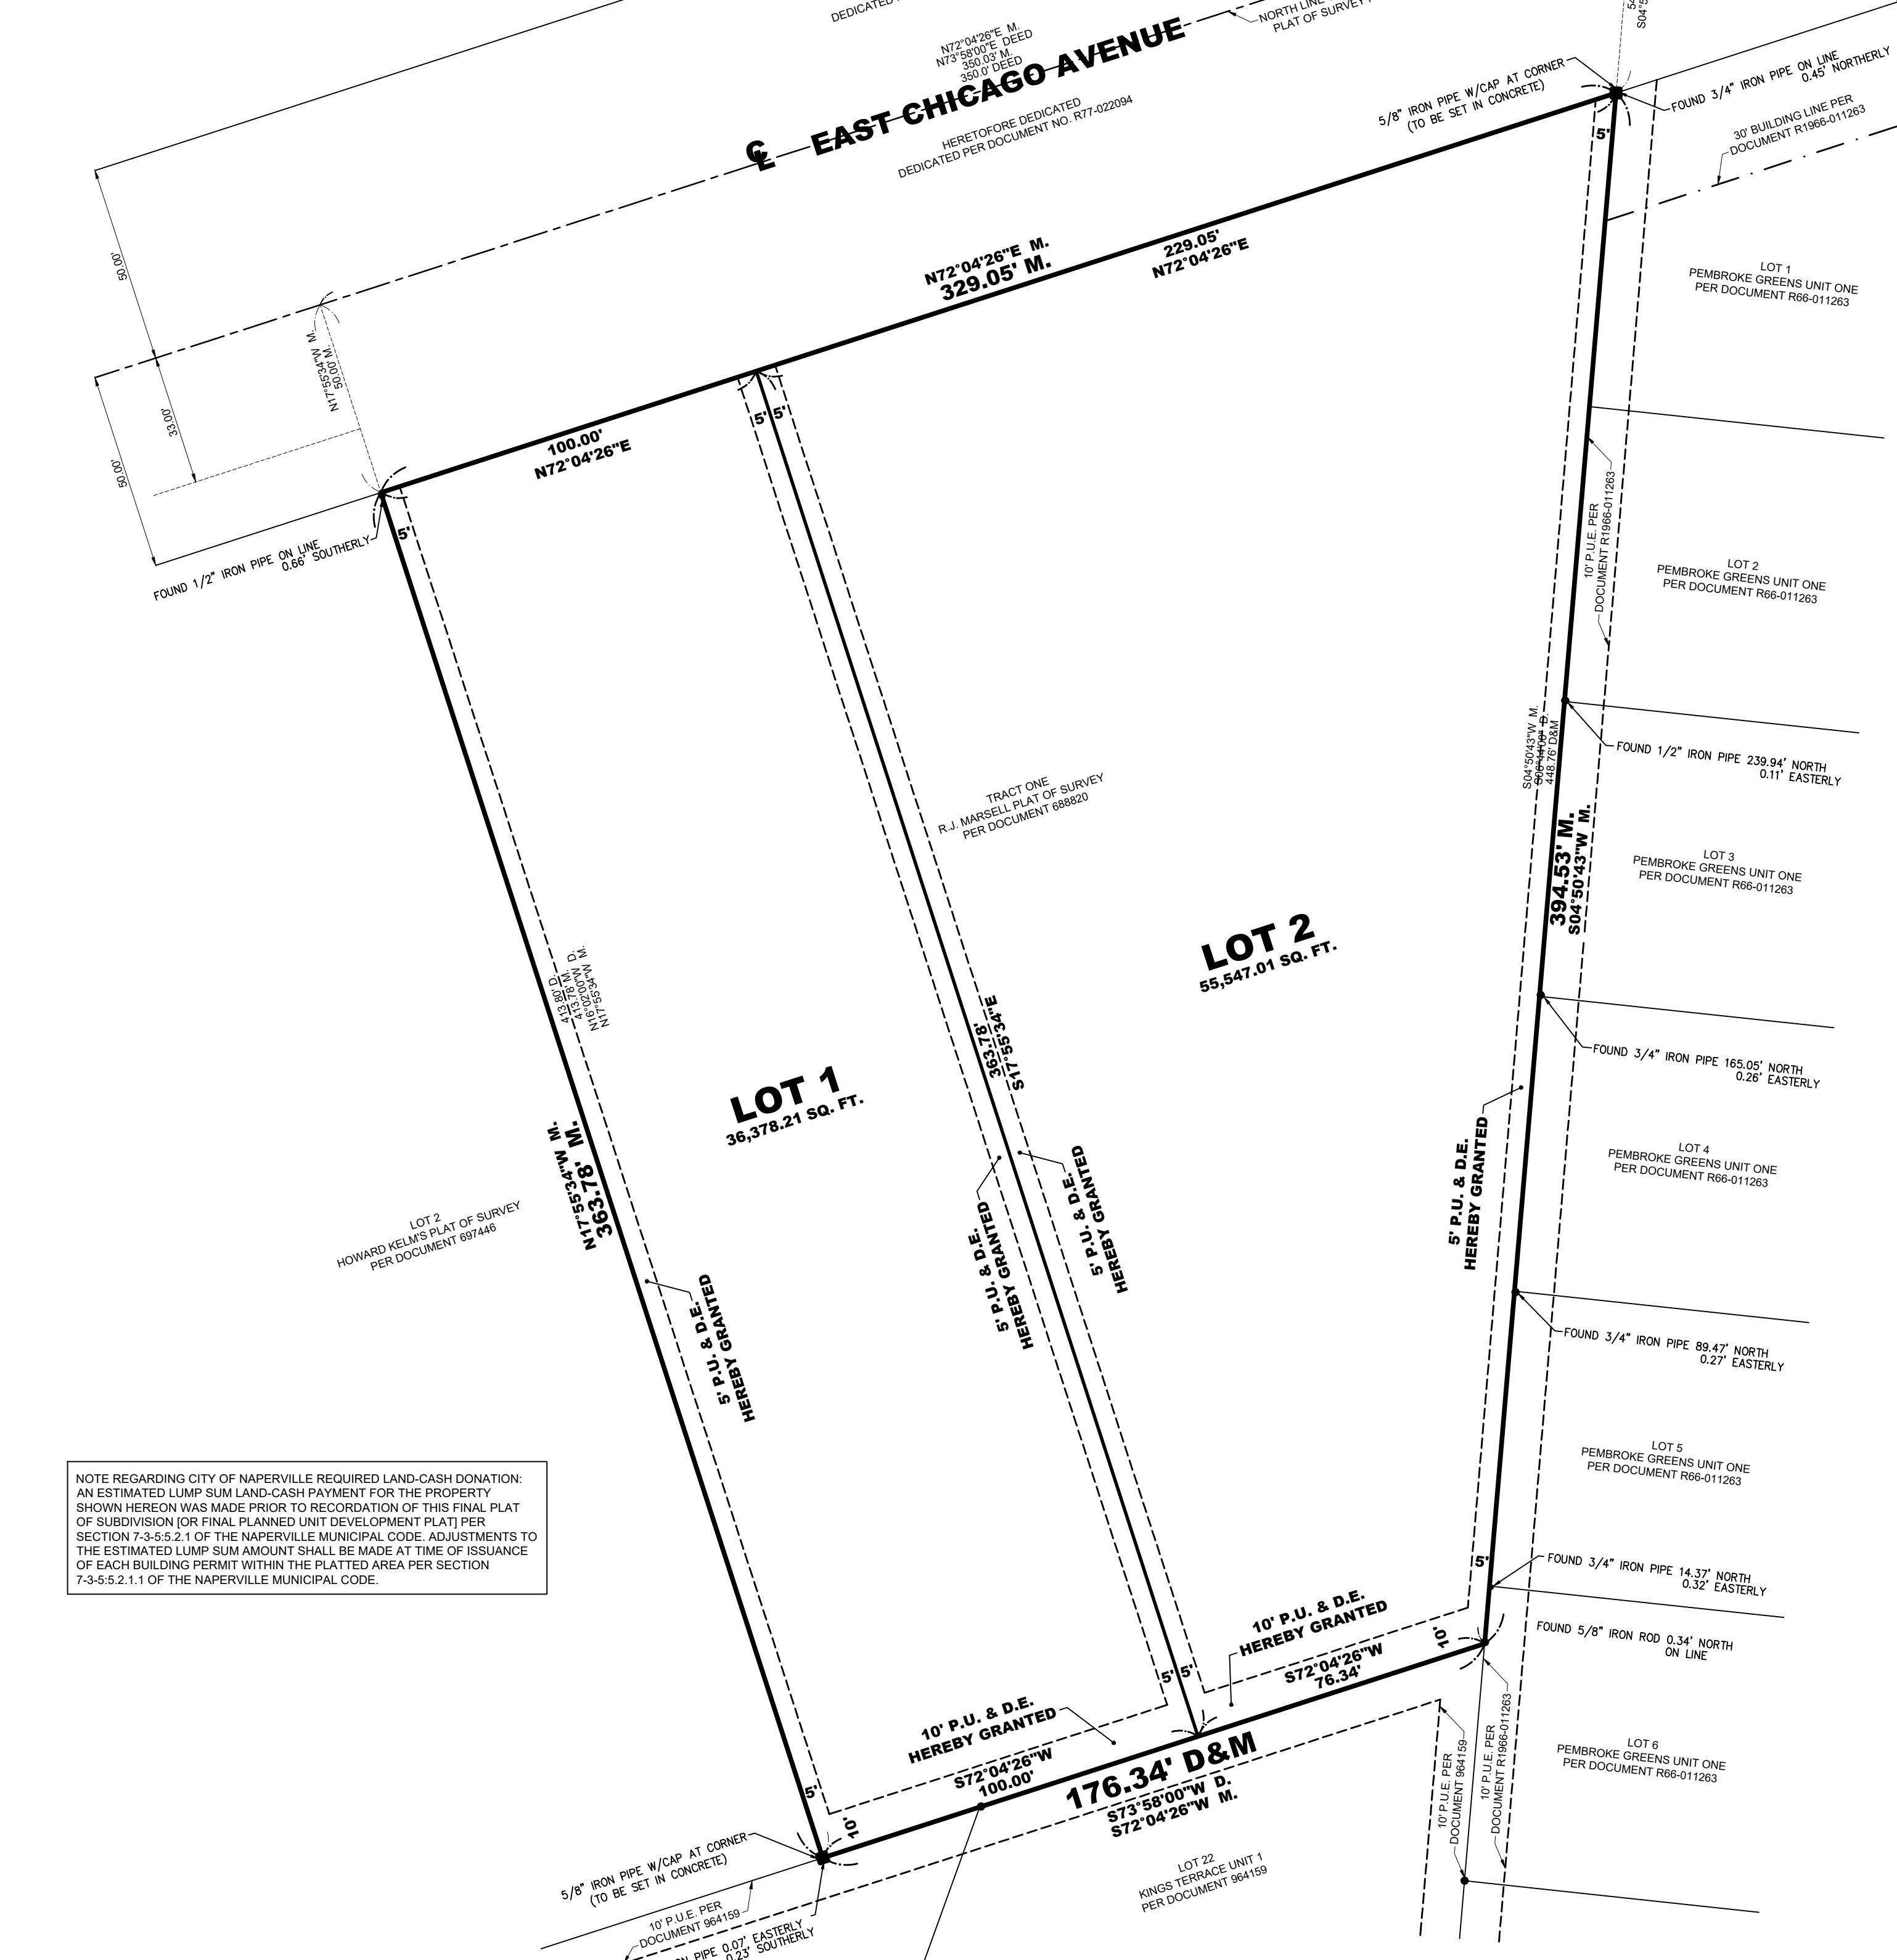 DEDICATED
N72°04'26"E M.
N73°58'00"E DEED
350.03' M.
350.0' DEED
NORTH LINE
PLAT OF SURVEY
℄ EAST CHICAGO AVENUE
HERETOFORE DEDICATED
DEDICATED PER DOCUMENT NO. R77-022094
5/8" IRON PIPE W/CAP AT CORNER
(TO BE SET IN CONCRETE)
FOUND 3/4" IRON PIPE ON LINE
0.45' NORTHERLY
30' BUILDING LINE PER
DOCUMENT R1966-011263
5'
50.00'
33.00'
50.00'
N17°55'34"W M.
50.00' M.
N72°04'26"E M.
329.05' M.
229.05'
N72°04'26"E
100.00'
N72°04'26"E
5'
5'
5'
FOUND 1/2" IRON PIPE ON LINE
0.66' SOUTHERLY
LOT 1
PEMBROKE GREENS UNIT ONE
PER DOCUMENT R66-011263
10' P.U.E. PER
DOCUMENT R1966-011263
LOT 2
PEMBROKE GREENS UNIT ONE
PER DOCUMENT R66-011263
S04°50'43"W M.
448.76' D&M
FOUND 1/2" IRON PIPE 239.94' NORTH
0.11' EASTERLY
TRACT ONE
R.J. MARSELL PLAT OF SURVEY
PER DOCUMENT 688820
394.53' M.
S04°50'43"W M.
LOT 3
PEMBROKE GREENS UNIT ONE
PER DOCUMENT R66-011263
LOT 2
55,547.01 SQ. FT.
413.80' D.
413.78' M.
N16°02'00"W D.
N17°55'34"W M.
363.78'
S17°55'34"E
LOT 1
36,378.21 SQ. FT.
FOUND 3/4" IRON PIPE 165.05' NORTH
0.26' EASTERLY
N17°55'34"W M.
363.78' M.
5' P.U. & D.E.
HEREBY GRANTED
5' P.U. & D.E.
HEREBY GRANTED
5' P.U. & D.E.
HEREBY GRANTED
LOT 4
PEMBROKE GREENS UNIT ONE
PER DOCUMENT R66-011263
LOT 2
HOWARD KELM'S PLAT OF SURVEY
PER DOCUMENT 697446
5' P.U. & D.E.
HEREBY GRANTED
FOUND 3/4" IRON PIPE 89.47' NORTH
0.27' EASTERLY
LOT 5
PEMBROKE GREENS UNIT ONE
PER DOCUMENT R66-011263
NOTE REGARDING CITY OF NAPERVILLE REQUIRED LAND-CASH DONATION:
AN ESTIMATED LUMP SUM LAND-CASH PAYMENT FOR THE PROPERTY
SHOWN HEREON WAS MADE PRIOR TO RECORDATION OF THIS FINAL PLAT
OF SUBDIVISION [OR FINAL PLANNED UNIT DEVELOPMENT PLAT] PER
SECTION 7-3-5:5.2.1 OF THE NAPERVILLE MUNICIPAL CODE. ADJUSTMENTS TO
THE ESTIMATED LUMP SUM AMOUNT SHALL BE MADE AT TIME OF ISSUANCE
OF EACH BUILDING PERMIT WITHIN THE PLATTED AREA PER SECTION
7-3-5:5.2.1.1 OF THE NAPERVILLE MUNICIPAL CODE.
5'
FOUND 3/4" IRON PIPE 14.37' NORTH
0.32' EASTERLY
10' P.U. & D.E.
HEREBY GRANTED
10'
FOUND 5/8" IRON ROD 0.34' NORTH
ON LINE
S72°04'26"W
76.34'
5'
5'
10' P.U. & D.E.
HEREBY GRANTED
S72°04'26"W
100.00'
176.34' D&M
S73°58'00"W D.
S72°04'26"W M.
5'
10'
10' P.U.E. PER
DOCUMENT 964159
10' P.U.E. PER
DOCUMENT R1966-011263
LOT 6
PEMBROKE GREENS UNIT ONE
PER DOCUMENT R66-011263
5/8" IRON PIPE W/CAP AT CORNER
(TO BE SET IN CONCRETE)
LOT 22
KINGS TERRACE UNIT 1
PER DOCUMENT 964159
10' P.U.E. PER
DOCUMENT 964159
PIPE 0.07' EASTERLY
0.23' SOUTHERLY